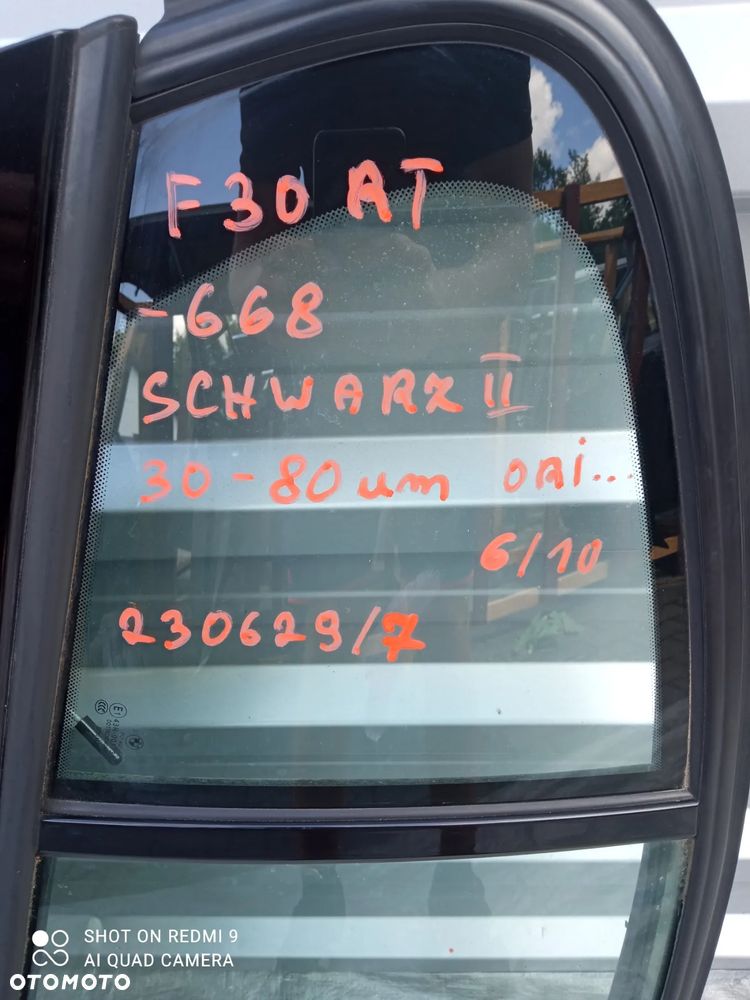 F30 RT
-668
SCHWARZ II
30-80 um ORI...
6/10
230629/7
SHOT ON REDMI 9
AI QUAD CAMERA
OTOMOTO